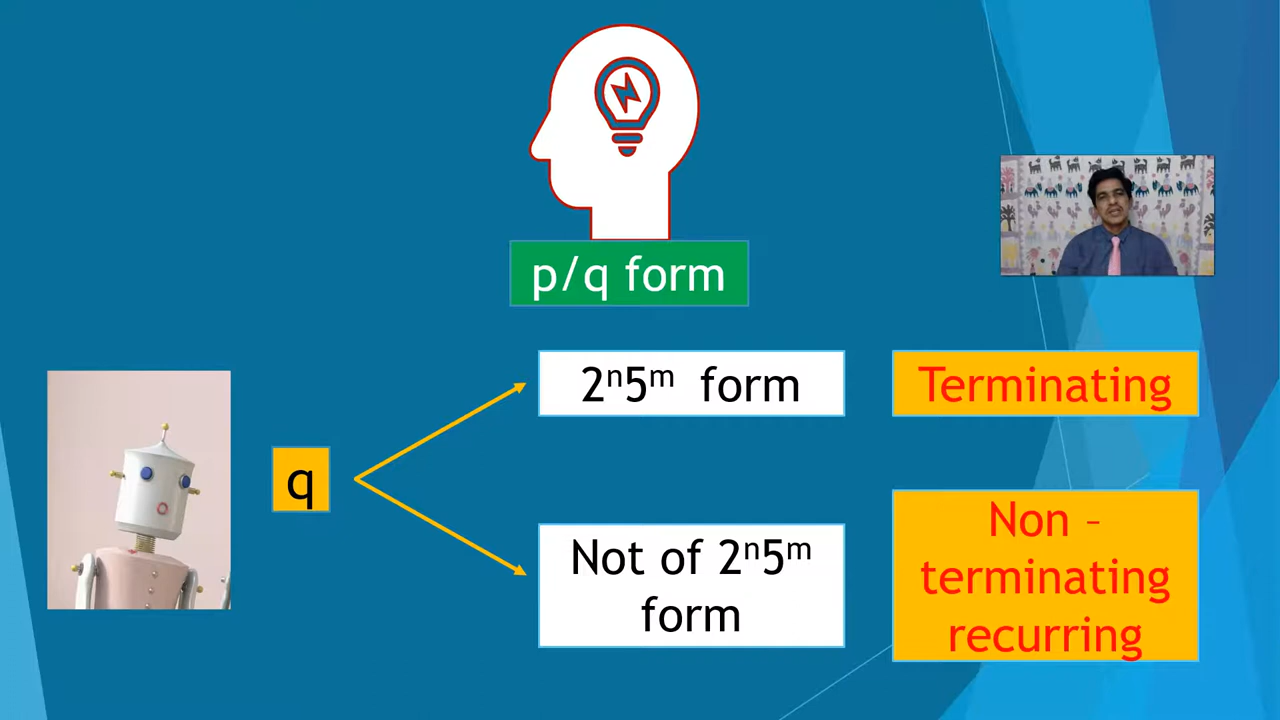 p/q form
2ⁿ5ᵐ form
Terminating
q
Not of 2ⁿ5ᵐ
form
Non –
terminating
recurring